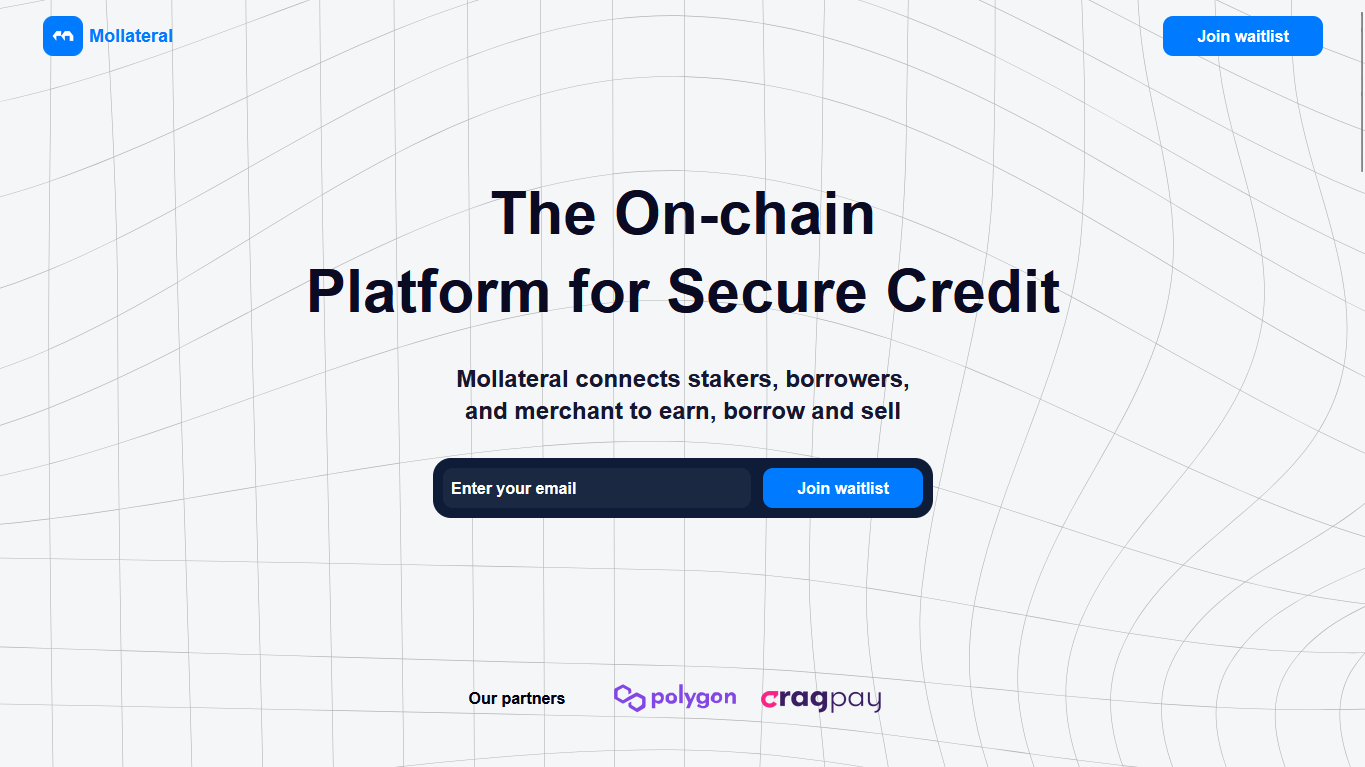 Mollateral
Join waitlist
The On-chain
Platform for Secure Credit
Mollateral connects stakers, borrowers,
and merchant to earn, borrow and sell
Enter your email
Join waitlist
Our partners
polygon
cragpay